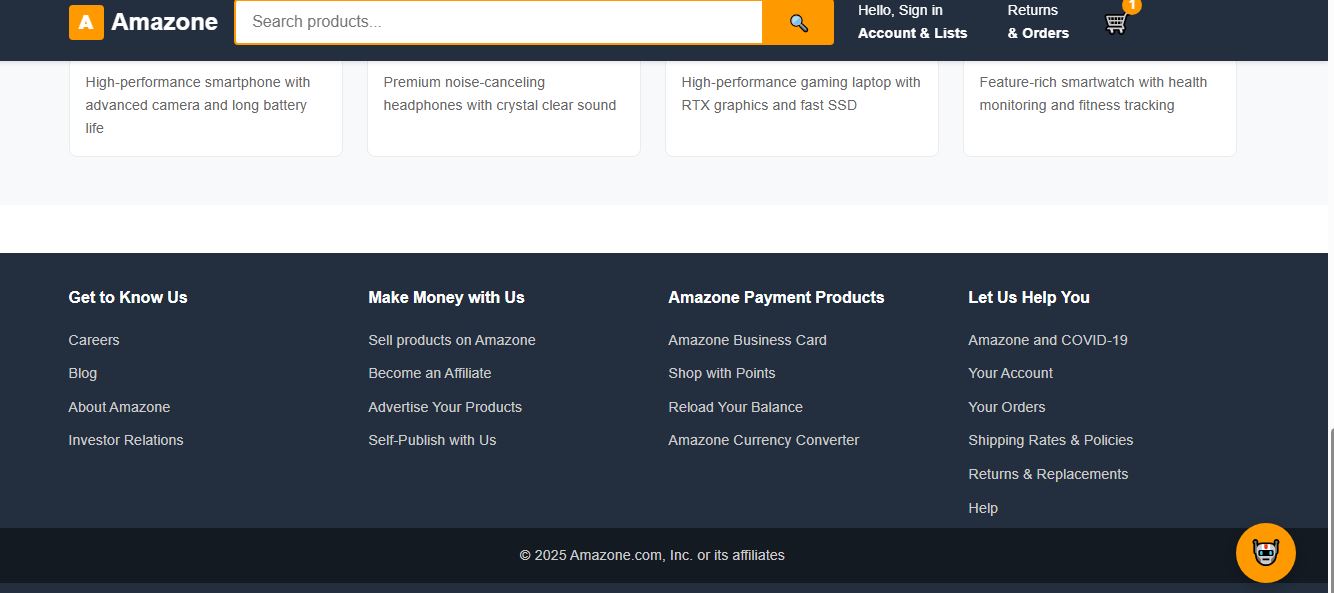 A Amazone
Search products...
Hello, Sign in
Account & Lists
Returns
& Orders
1
High-performance smartphone with
advanced camera and long battery
life
Premium noise-canceling
headphones with crystal clear sound
High-performance gaming laptop with
RTX graphics and fast SSD
Feature-rich smartwatch with health
monitoring and fitness tracking
Get to Know Us
Careers
Blog
About Amazone
Investor Relations
Make Money with Us
Sell products on Amazone
Become an Affiliate
Advertise Your Products
Self-Publish with Us
Amazone Payment Products
Amazone Business Card
Shop with Points
Reload Your Balance
Amazone Currency Converter
Let Us Help You
Amazone and COVID-19
Your Account
Your Orders
Shipping Rates & Policies
Returns & Replacements
Help
© 2025 Amazone.com, Inc. or its affiliates